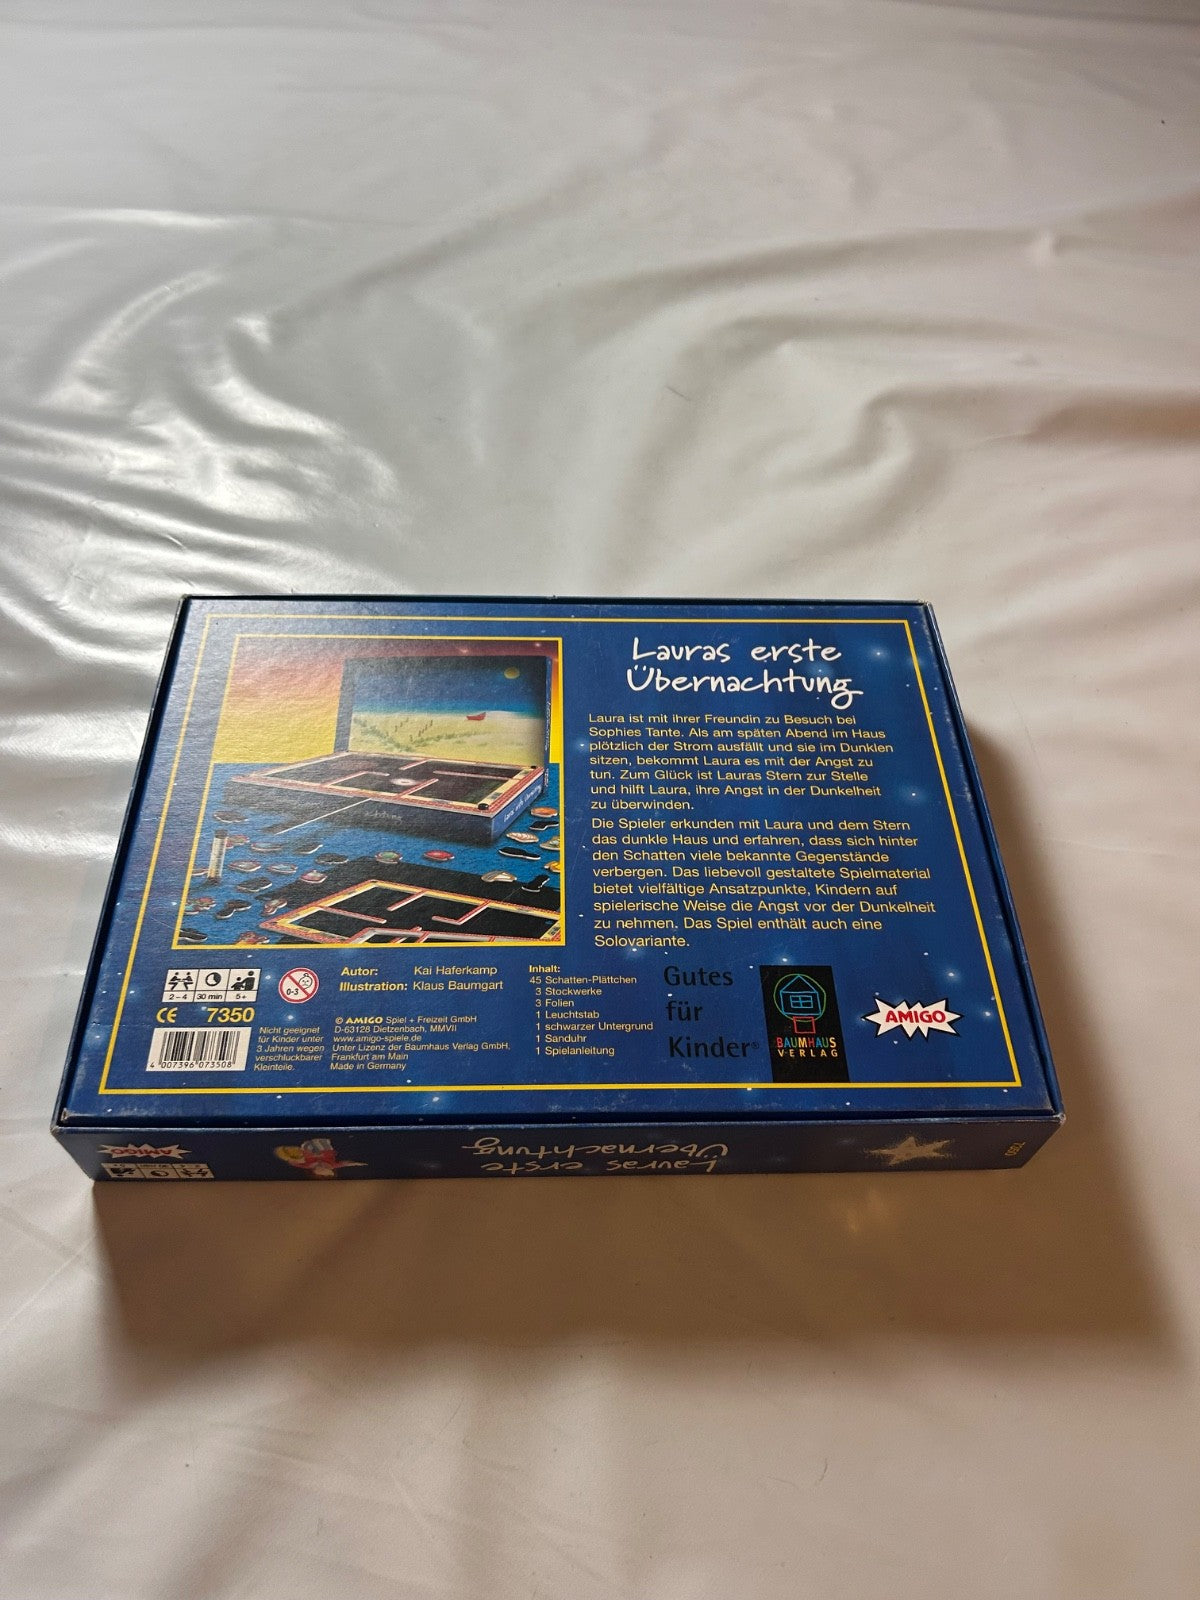 Lauras erste
Übernachtung
Laura ist mit ihrer Freundin zu Besuch bei
Sophies Tante. Als am späten Abend im Haus
plötzlich der Strom ausfällt und sie im Dunklen
sitzen, bekommt Laura es mit der Angst zu
tun. Zum Glück ist Lauras Stern zur Stelle
und hilft Laura, ihre Angst in der Dunkelheit
zu überwinden.
Die Spieler erkunden mit Laura und dem Stern
das dunkle Haus und erfahren, dass sich hinter
den Schatten viele bekannte Gegenstände
verbergen. Das liebevoll gestaltete Spielmaterial
bietet vielfältige Ansatzpunkte, Kindern auf
spielerische Weise die Angst vor der Dunkelheit
zu nehmen. Das Spiel enthält auch eine
Solovariante.
2 – 4
30 min
5+
0-3
CE 7350
4 007396 073508
Nicht geeignet
für Kinder unter
3 Jahren wegen
verschluckbarer
Kleinteile.
Autor: Kai Haferkamp
Illustration: Klaus Baumgart
© AMIGO Spiel + Freizeit GmbH
D-63128 Dietzenbach, MMVII
www.amigo-spiele.de
Unter Lizenz der Baumhaus Verlag GmbH,
Frankfurt am Main
Made in Germany
Inhalt:
45 Schatten-Plättchen
3 Stockwerke
3 Folien
1 Leuchtstab
1 schwarzer Untergrund
1 Sanduhr
1 Spielanleitung
Gutes
für
Kinder®
BAUMHAUS
VERLAG
AMIGO
AMIGO
Lauras erste
Übernachtung
7350